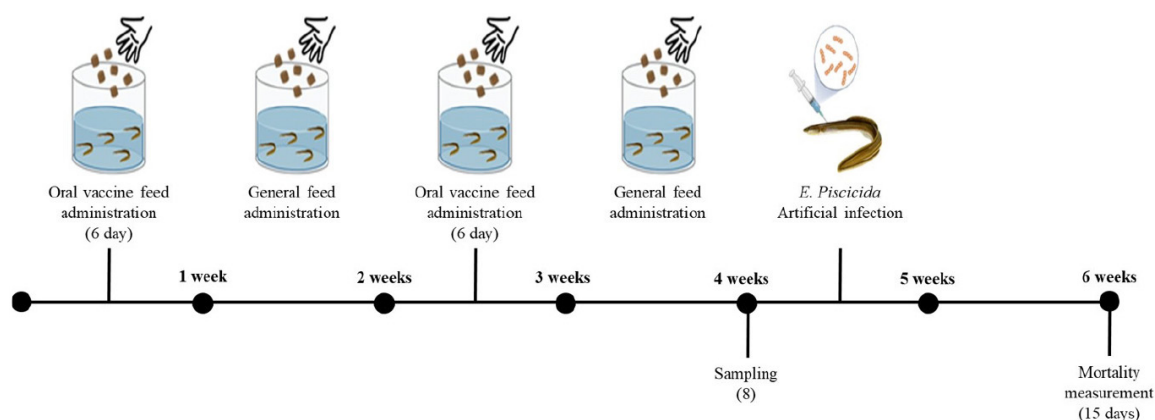 Oral vaccine feed
administration
(6 day)
General feed
administration
Oral vaccine feed
administration
(6 day)
General feed
administration
E. Piscicida
Artificial infection
1 week
2 weeks
3 weeks
4 weeks
5 weeks
6 weeks
Sampling
(8)
Mortality
measurement
(15 days)